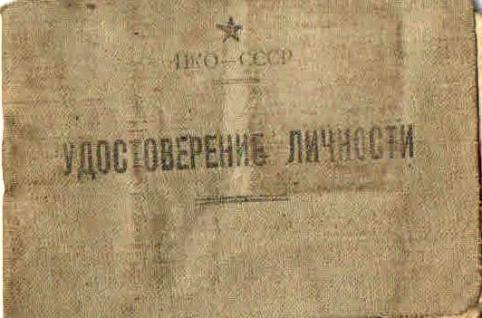 НКО — СССР
УДОСТОВЕРЕНИЕ ЛИЧНОСТИ